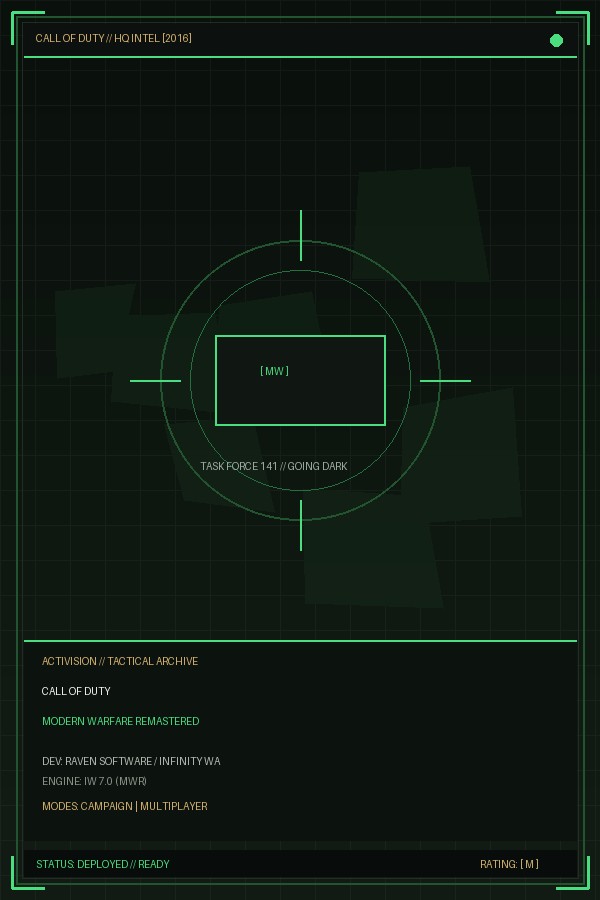 CALL OF DUTY // HQ INTEL [2016]
[ MW ]
TASK FORCE 141 // GOING DARK
ACTIVISION // TACTICAL ARCHIVE
CALL OF DUTY
MODERN WARFARE REMASTERED
DEV: RAVEN SOFTWARE / INFINITY WA
ENGINE: IW 7.0 (MWR)
MODES: CAMPAIGN | MULTIPLAYER
STATUS: DEPLOYED // READY
RATING: [ M ]